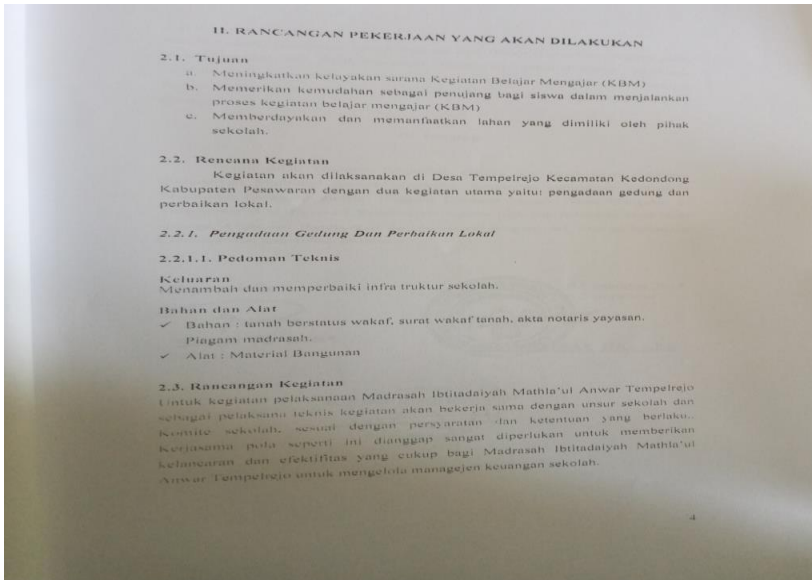 II. RANCANGAN PEKERJAAN YANG AKAN DILAKUKAN
2.1. Tujuan
a. Meningkatkan kelayakan sarana Kegiatan Belajar Mengajar (KBM)
b. Memerikan kemudahan sebagai penujang bagi siswa dalam menjalankan
proses kegiatan belajar mengajar (KBM)
c. Memberdayakan dan memanfaatkan lahan yang dimiliki oleh pihak
sekolah.
2.2. Rencana Kegiatan
Kegiatan akan dilaksanakan di Desa Tempelrejo Kecamatan Kedondong
Kabupaten Pesawaran dengan dua kegiatan utama yaitu: pengadaan gedung dan
perbaikan lokal.
2.2.1. Pengadaan Gedung Dan Perbaikan Lokal
2.2.1.1. Pedoman Teknis
Keluaran
Menambah dan memperbaiki infra truktur sekolah.
Bahan dan Alat
✓ Bahan : tanah berstatus wakaf, surat wakaf tanah, akta notaris yayasan.
Piagam madrasah.
✓ Alat : Material Bangunan
2.3. Rancangan Kegiatan
Untuk kegiatan pelaksanaan Madrasah Ibtitadaiyah Mathla'ul Anwar Tempelrejo
sebagai pelaksana teknis kegiatan akan bekerja sama dengan unsur sekolah dan
Komite sekolah, sesuai dengan persyaratan dan ketentuan yang berlaku.
Kerjasama pola seperti ini dianggap sangat diperlukan untuk memberikan
kelancaran dan efektifitas yang cukup bagi Madrasah Ibtitadaiyah Mathla'ul
Anwar Tempelrejo untuk mengelola managejen keuangan sekolah.
4